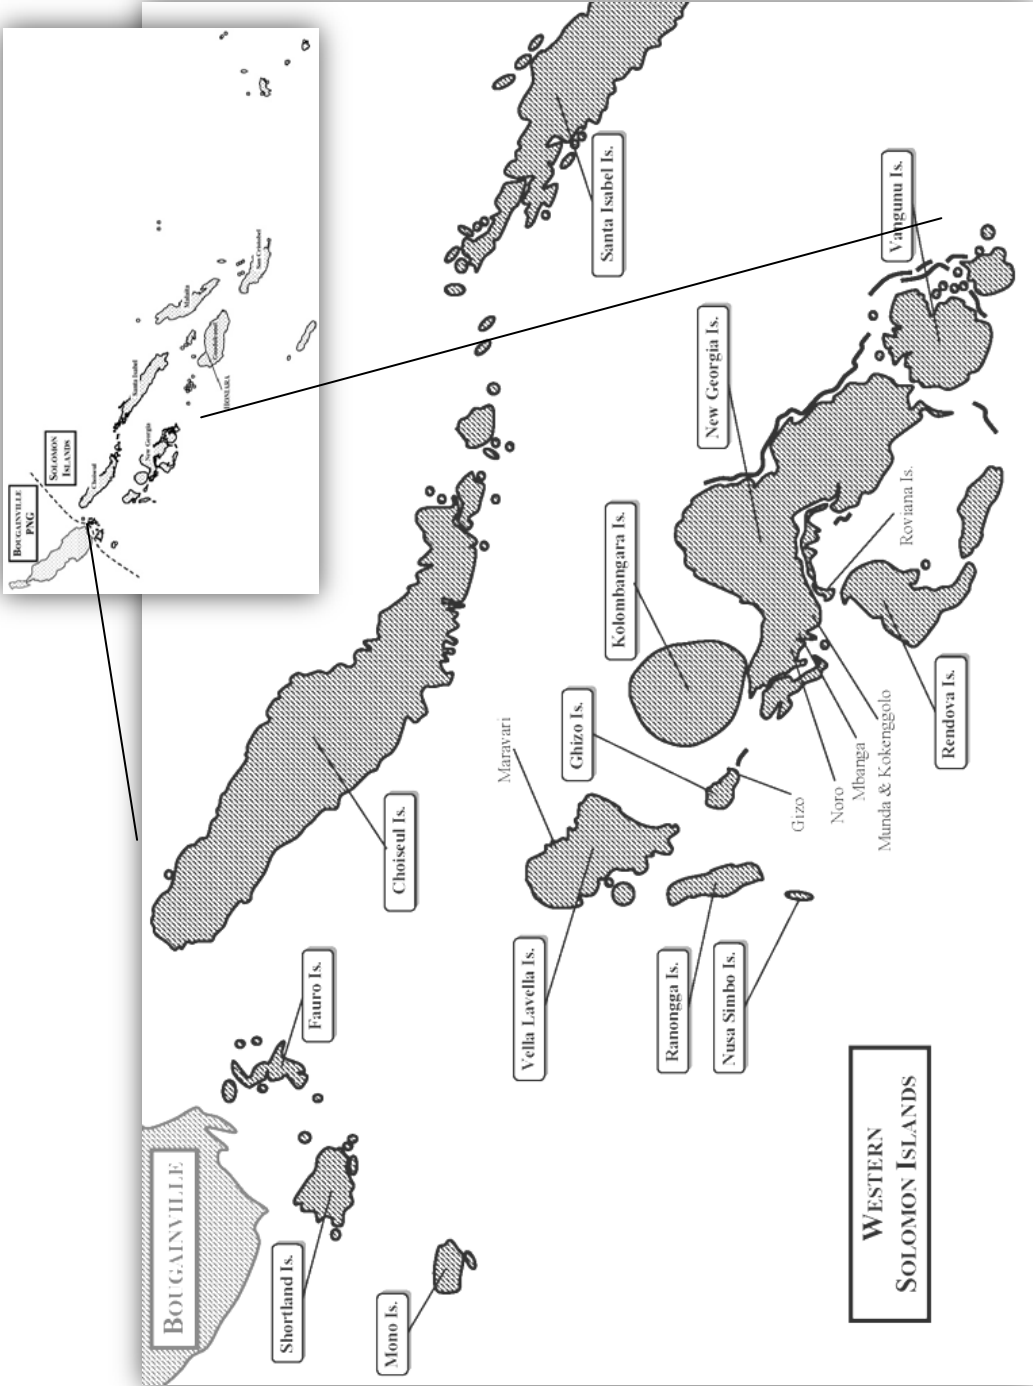 BOUGAINVILLE
PNG
SOLOMON
ISLANDS
Choiseul
Santa Isabel
New Georgia
Malaita
Guadalcanal
HONIARA
San Cristobal
BOUGAINVILLE
Shortland Is.
Mono Is.
Fauro Is.
Choiseul Is.
Santa Isabel Is.
Vella Lavella Is.
Maravari
Ranongga Is.
Nusa Simbo Is.
Ghizo Is.
Gizo
Kolombangara Is.
New Georgia Is.
Vangunu Is.
Noro
Mbanga
Munda & Kokenggolo
Roviana Is.
Rendova Is.
WESTERN
SOLOMON ISLANDS